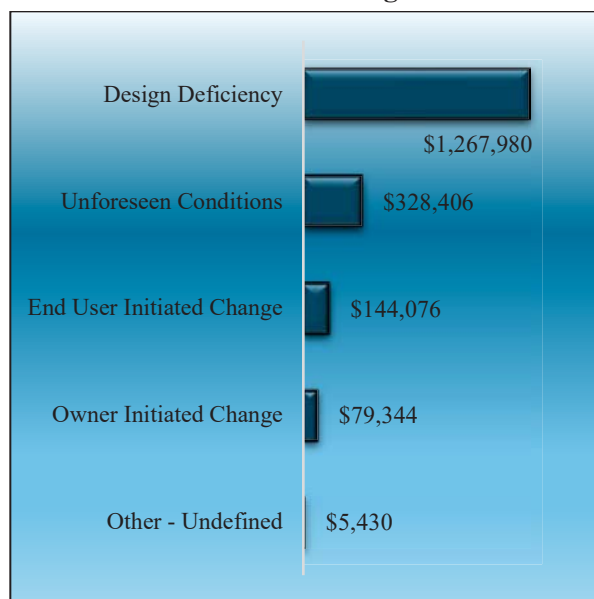 Design Deficiency
$1,267,980
Unforeseen Conditions $328,406
End User Initiated Change $144,076
Owner Initiated Change $79,344
Other - Undefined $5,430